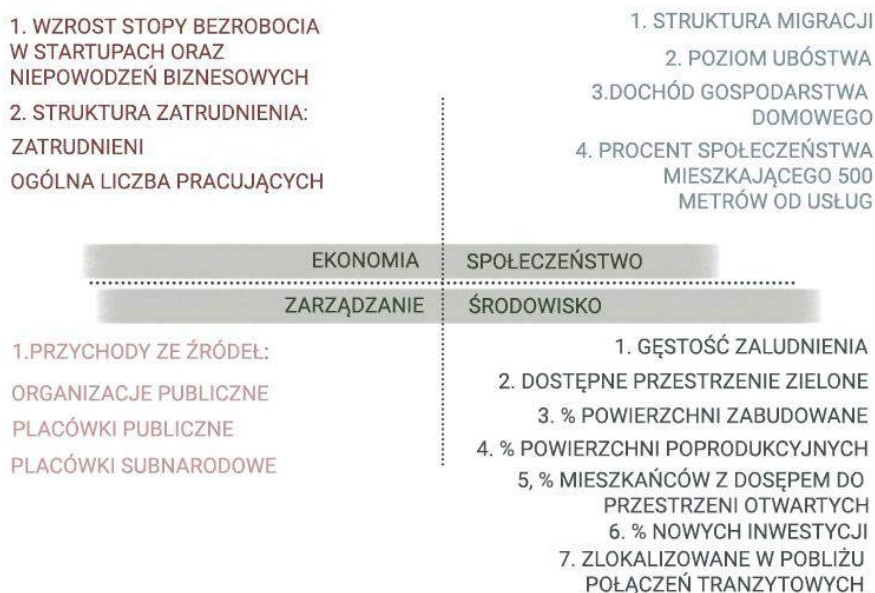 1. WZROST STOPY BEZROBOCIA
W STARTUPACH ORAZ
NIEPOWODZEŃ BIZNESOWYCH
2. STRUKTURA ZATRUDNIENIA:
ZATRUDNIENI
OGÓLNA LICZBA PRACUJĄCYCH
1. STRUKTURA MIGRACJI
2. POZIOM UBÓSTWA
3.DOCHÓD GOSPODARSTWA
DOMOWEGO
4. PROCENT SPOŁECZEŃSTWA
MIESZKAJĄCEGO 500
METRÓW OD USŁUG
EKONOMIA
SPOŁECZEŃSTWO
ZARZĄDZANIE
ŚRODOWISKO
1.PRZYCHODY ZE ŹRÓDEŁ:
ORGANIZACJE PUBLICZNE
PLACÓWKI PUBLICZNE
PLACÓWKI SUBNARODOWE
1. GĘSTOŚĆ ZALUDNIENIA
2. DOSTĘPNE PRZESTRZENIE ZIELONE
3. % POWIERZCHNI ZABUDOWANE
4. % POWIERZCHNI POPRODUKCYJNYCH
5, % MIESZKAŃCÓW Z DOSĘPEM DO
PRZESTRZENI OTWARTYCH
6. % NOWYCH INWESTYCJI
7. ZLOKALIZOWANE W POBLIŻU
POŁĄCZEŃ TRANZYTOWYCH